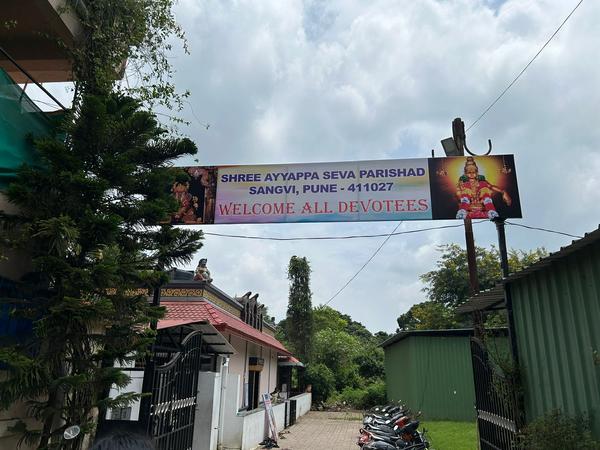 SHREE AYYAPPA SEVA PARISHAD
SANGVI, PUNE - 411027
WELCOME ALL DEVOTEES